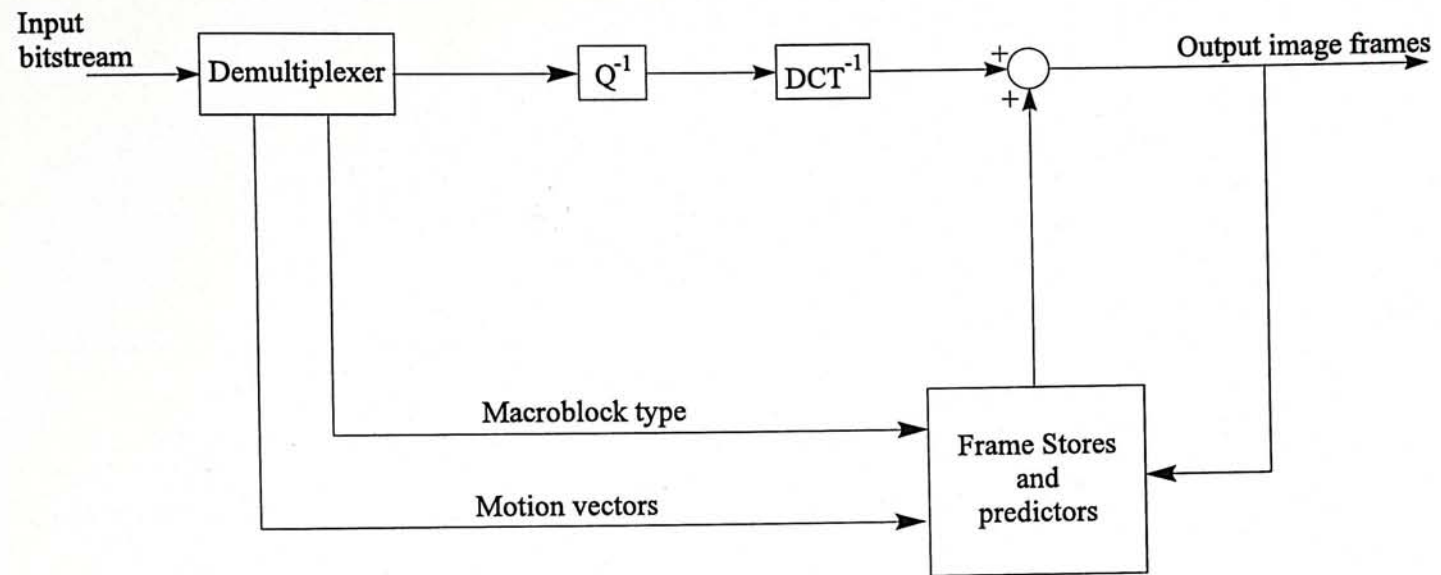 Input
bitstream
Demultiplexer
Q⁻¹
DCT⁻¹
+
+
Output image frames
Macroblock type
Motion vectors
Frame Stores
and
predictors